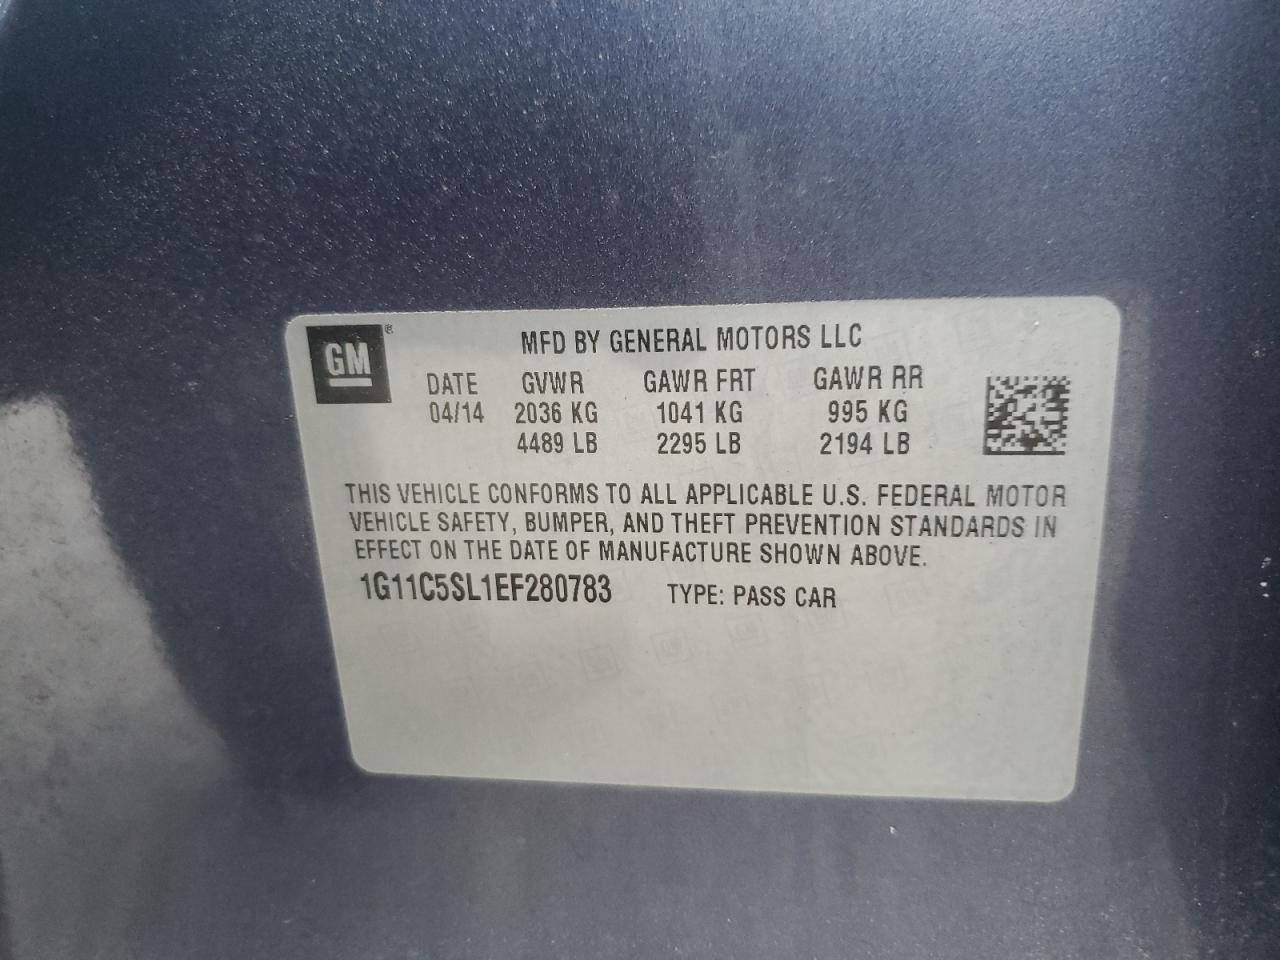 GM®
MFD BY GENERAL MOTORS LLC
DATE GVWR GAWR FRT GAWR RR
04/14 2036 KG 1041 KG 995 KG
4489 LB 2295 LB 2194 LB
THIS VEHICLE CONFORMS TO ALL APPLICABLE U.S. FEDERAL MOTOR
VEHICLE SAFETY, BUMPER, AND THEFT PREVENTION STANDARDS IN
EFFECT ON THE DATE OF MANUFACTURE SHOWN ABOVE.
1G11C5SL1EF280783 TYPE: PASS CAR